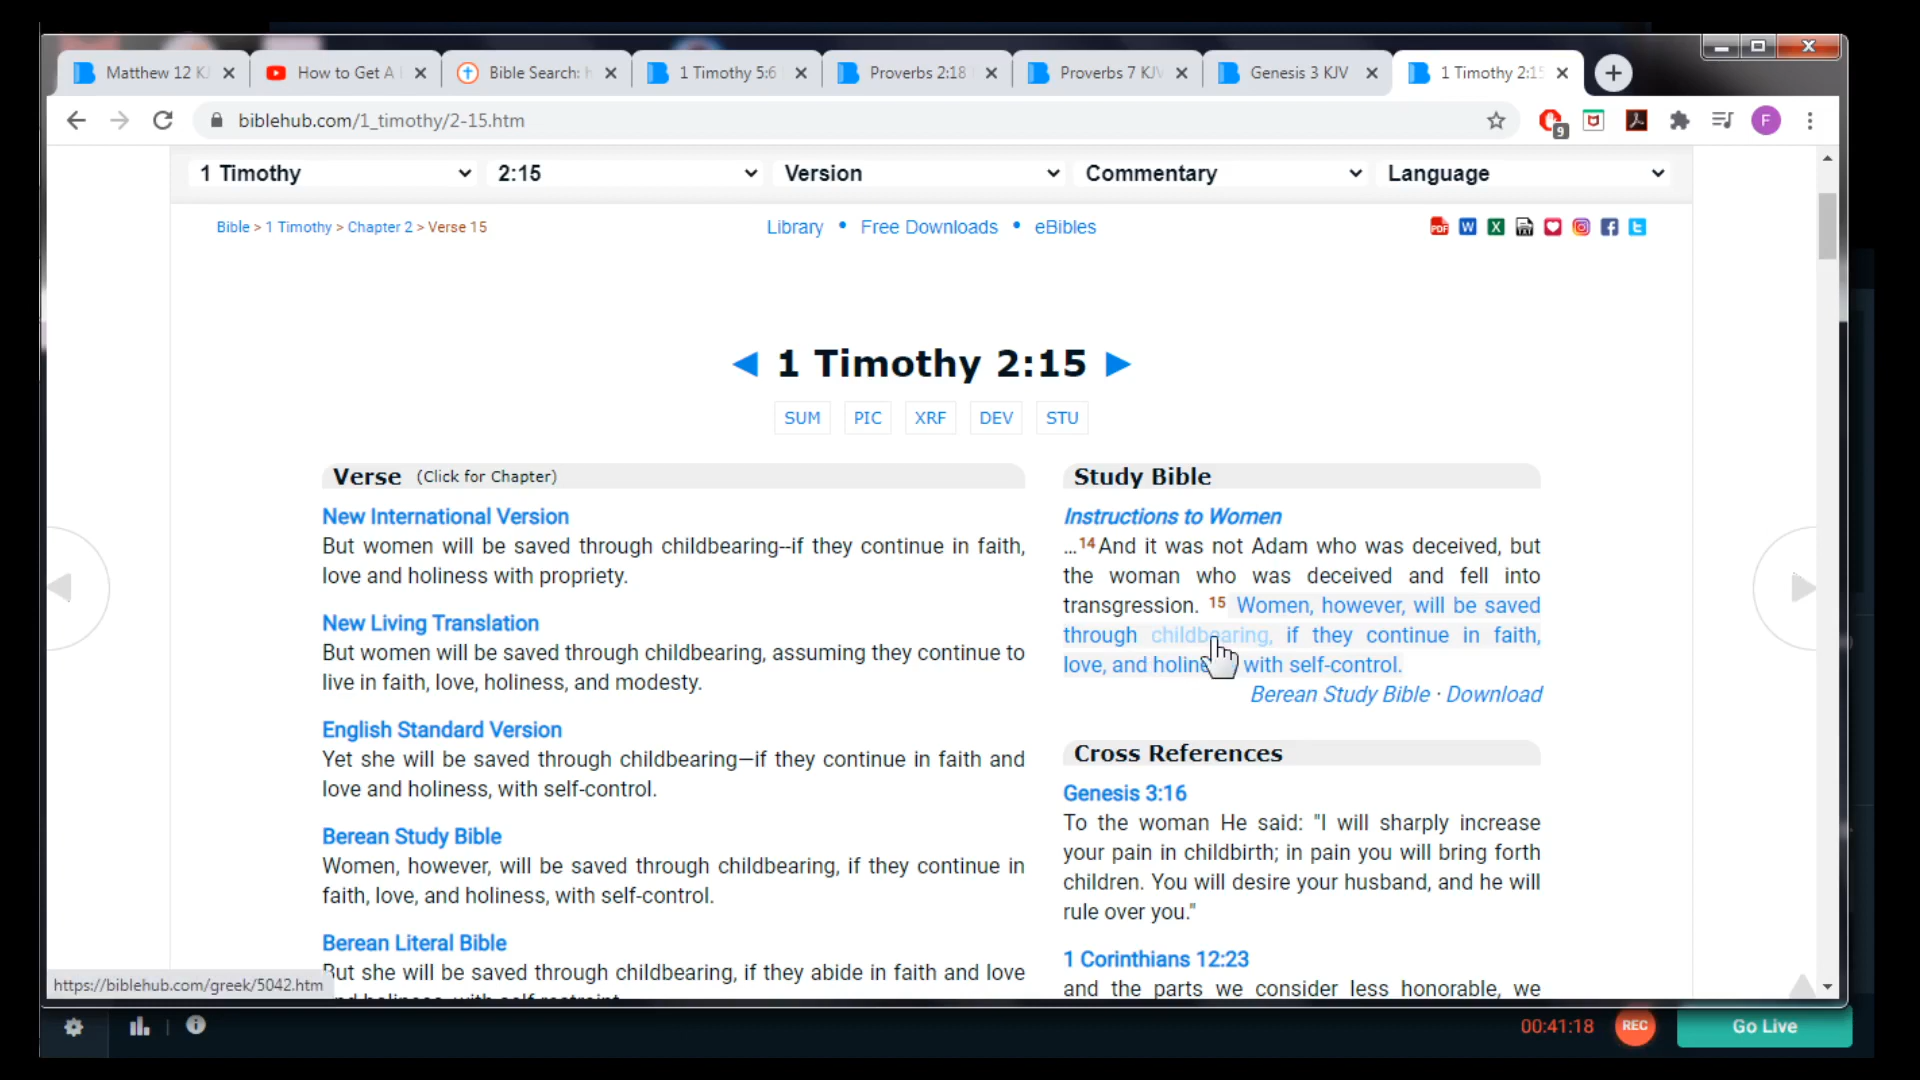 Matthew 12 K
How to Get A
Bible Search: h
1 Timothy 5:6
Proverbs 2:18
Proverbs 7 KJV
Genesis 3 KJV
1 Timothy 2:15
biblehub.com/1_timothy/2-15.htm
9
F
1 Timothy
2:15
Version
Commentary
Language
Bible > 1 Timothy > Chapter 2 > Verse 15
Library • Free Downloads • eBibles
1 Timothy 2:15
SUM PIC XRF DEV STU
Verse (Click for Chapter)
New International Version
But women will be saved through childbearing--if they continue in faith,
love and holiness with propriety.
New Living Translation
But women will be saved through childbearing, assuming they continue to
live in faith, love, holiness, and modesty.
English Standard Version
Yet she will be saved through childbearing—if they continue in faith and
love and holiness, with self-control.
Berean Study Bible
Women, however, will be saved through childbearing, if they continue in
faith, love, and holiness, with self-control.
Berean Literal Bible
But she will be saved through childbearing, if they abide in faith and love
Study Bible
Instructions to Women
...14And it was not Adam who was deceived, but
the woman who was deceived and fell into
transgression. 15 Women, however, will be saved
through childbearing, if they continue in faith,
love, and holine with self-control.
Berean Study Bible · Download
Cross References
Genesis 3:16
To the woman He said: "I will sharply increase
your pain in childbirth; in pain you will bring forth
children. You will desire your husband, and he will
rule over you."
1 Corinthians 12:23
and the parts we consider less honorable, we
https://biblehub.com/greek/5042.htm
00:41:18
REC
Go Live